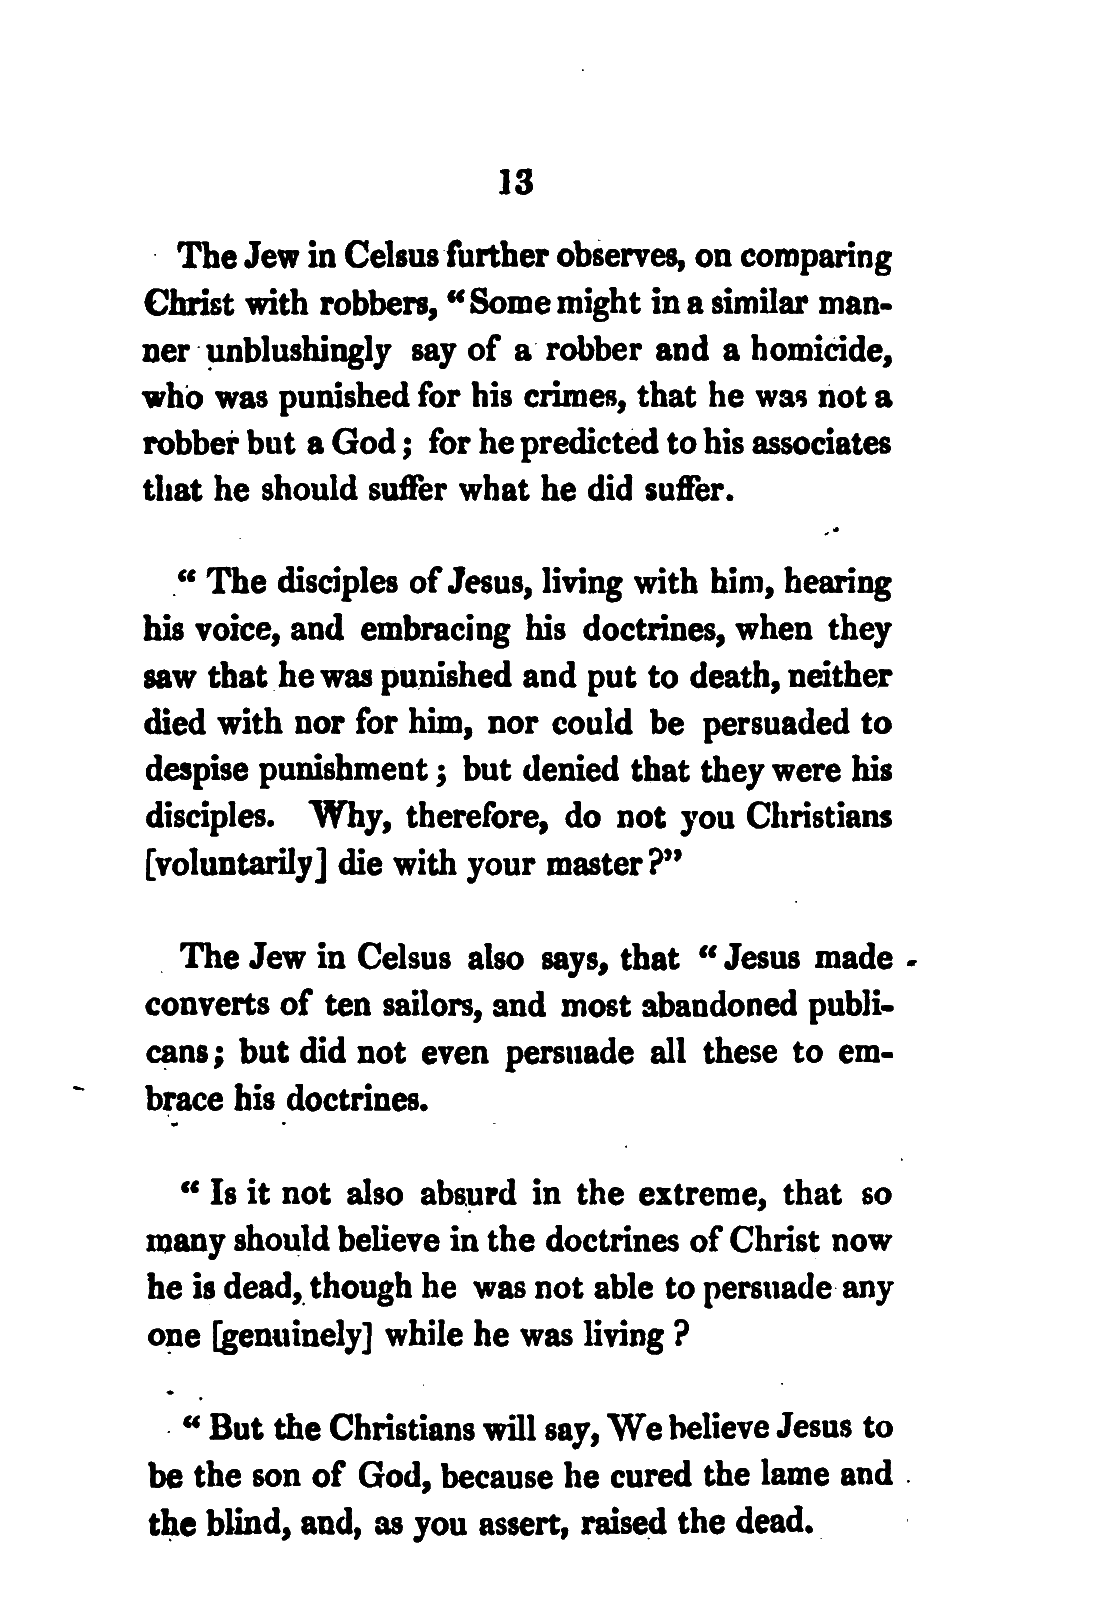 13
The Jew in Celsus further observes, on comparing
Christ with robbers, “Some might in a similar man-
ner unblushingly say of a robber and a homicide,
who was punished for his crimes, that he was not a
robber but a God; for he predicted to his associates
that he should suffer what he did suffer.
“The disciples of Jesus, living with him, hearing
his voice, and embracing his doctrines, when they
saw that he was punished and put to death, neither
died with nor for him, nor could be persuaded to
despise punishment; but denied that they were his
disciples. Why, therefore, do not you Christians
[voluntarily] die with your master?”
The Jew in Celsus also says, that “Jesus made
converts of ten sailors, and most abandoned publi-
cans; but did not even persuade all these to em-
brace his doctrines.
“Is it not also absurd in the extreme, that so
many should believe in the doctrines of Christ now
he is dead, though he was not able to persuade any
one [genuinely] while he was living?
“But the Christians will say, We believe Jesus to
be the son of God, because he cured the lame and
the blind, and, as you assert, raised the dead.